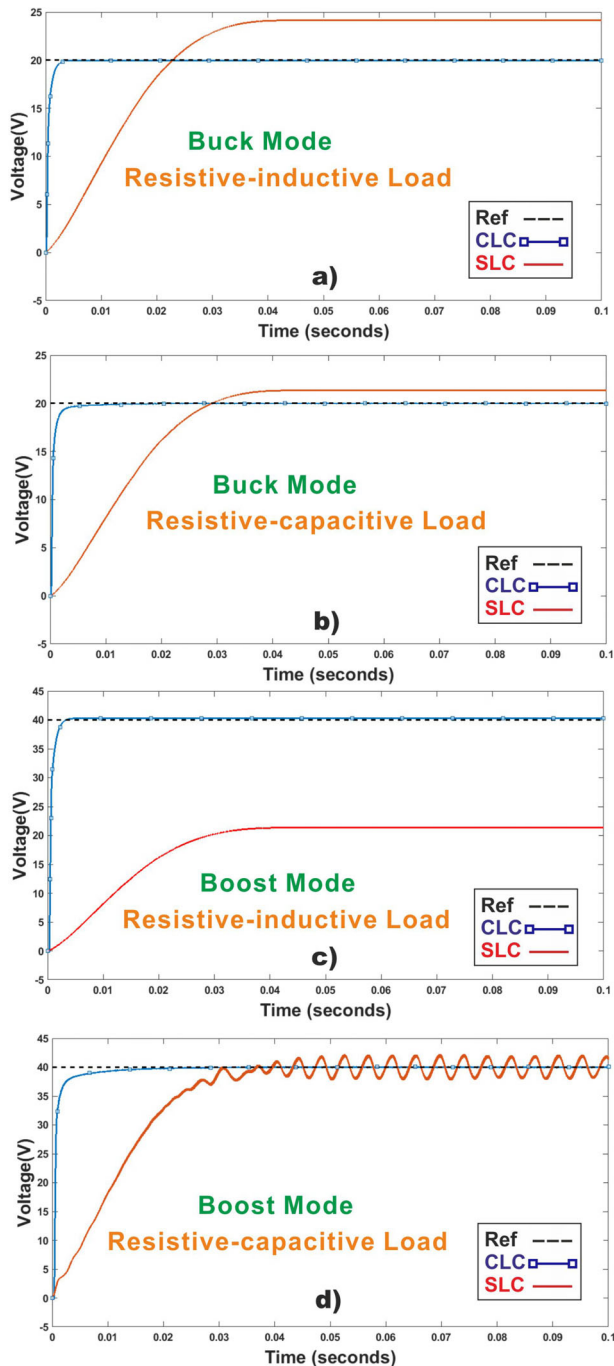 25
20
15
10
5
0
-5
Voltage(V)
Buck Mode
Resistive-inductive Load
Ref
CLC
SLC
a)
0 0.01 0.02 0.03 0.04 0.05 0.06 0.07 0.08 0.09 0.1
Time (seconds)
25
20
15
10
5
0
-5
Voltage(V)
Buck Mode
Resistive-capacitive Load
Ref
CLC
SLC
b)
0 0.01 0.02 0.03 0.04 0.05 0.06 0.07 0.08 0.09 0.1
Time (seconds)
45
40
35
30
25
20
15
10
5
0
-5
Voltage(V)
Boost Mode
Resistive-inductive Load
Ref
CLC
SLC
c)
0 0.01 0.02 0.03 0.04 0.05 0.06 0.07 0.08 0.09 0.1
Time (seconds)
45
40
35
30
25
20
15
10
5
0
-5
Voltage(V)
Boost Mode
Resistive-capacitive Load
Ref
CLC
SLC
d)
0 0.01 0.02 0.03 0.04 0.05 0.06 0.07 0.08 0.09 0.1
Time (seconds)